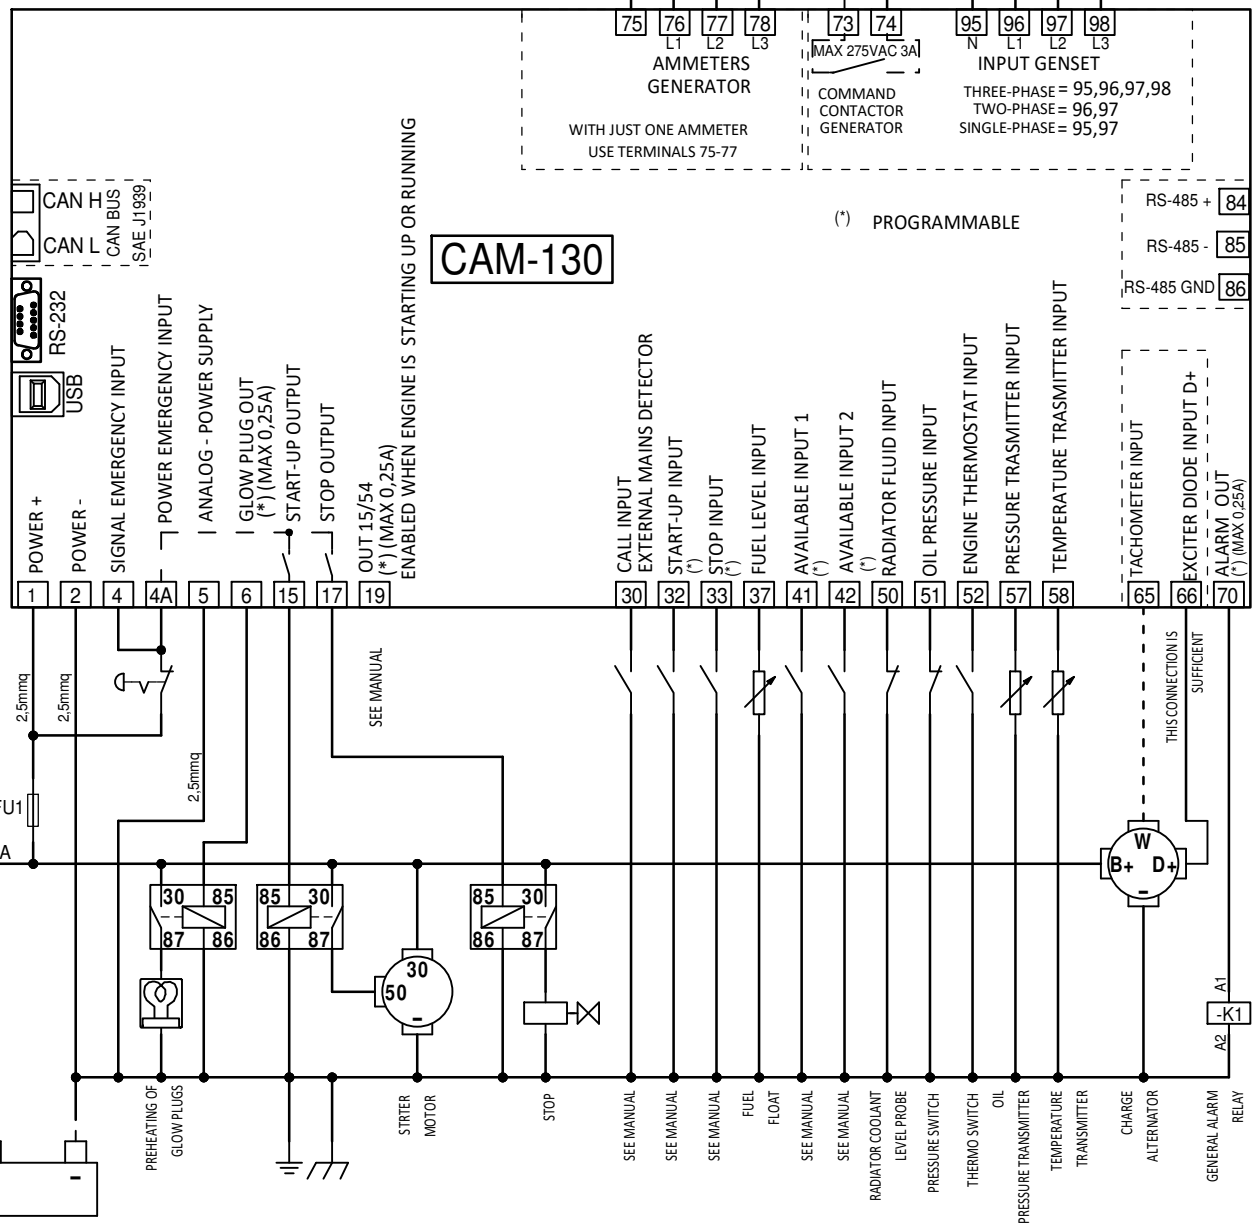 75 76 77 78 73 74 95 96 97 98
L1 L2 L3 N L1 L2 L3
AMMETERS
GENERATOR
WITH JUST ONE AMMETER
USE TERMINALS 75-77
MAX 275VAC 3A
COMMAND
CONTACTOR
GENERATOR
INPUT GENSET
THREE-PHASE = 95,96,97,98
TWO-PHASE = 96,97
SINGLE-PHASE = 95,97
CAN H
CAN L
CAN BUS
SAE J1939
RS-232
USB
CAM-130
(*) PROGRAMMABLE
RS-485 + 84
RS-485 - 85
RS-485 GND 86
POWER +
POWER -
SIGNAL EMERGENCY INPUT
POWER EMERGENCY INPUT
ANALOG - POWER SUPPLY
GLOW PLUG OUT
(*) (MAX 0,25A)
START-UP OUTPUT
STOP OUTPUT
OUT 15/54
(*) (MAX 0,25A)
ENABLED WHEN ENGINE IS STARTING UP OR RUNNING
CALL INPUT
EXTERNAL MAINS DETECTOR
START-UP INPUT
(*)
STOP INPUT
(*)
FUEL LEVEL INPUT
AVAILABLE INPUT 1
(*)
AVAILABLE INPUT 2
(*)
RADIATOR FLUID INPUT
OIL PRESSURE INPUT
ENGINE THERMOSTAT INPUT
PRESSURE TRASMITTER INPUT
TEMPERATURE TRASMITTER INPUT
TACHOMETER INPUT
EXCITER DIODE INPUT D+
ALARM OUT
(*) (MAX 0,25A)
1 2 4 4A 5 6 15 17 19 30 32 33 37 41 42 50 51 52 57 58 65 66 70
2,5mmq
2,5mmq
2,5mmq
SEE MANUAL
THIS CONNECTION IS
SUFFICIENT
FU1
A
30 85
87 86
85 30
86 87
85 30
86 87
30
50
-
W
B+ D+
-
A1
-K1
A2
PREHEATING OF
GLOW PLUGS
STRTER
MOTOR
STOP
SEE MANUAL
SEE MANUAL
SEE MANUAL
FUEL
FLOAT
SEE MANUAL
SEE MANUAL
RADIATOR COOLANT
LEVEL PROBE
PRESSURE SWITCH
THERMO SWITCH
OIL
PRESSURE TRANSMITTER
TEMPERATURE
TRANSMITTER
CHARGE
ALTERNATOR
GENERAL ALARM
RELAY
-